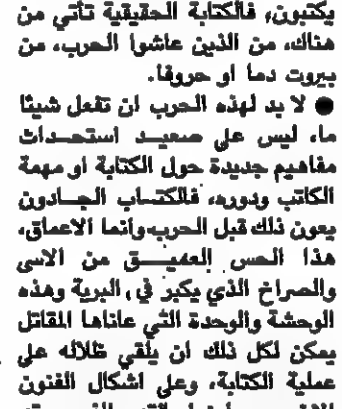 يكتبون، فالكتابة الحقيقية تأتي من
هناك، من الذين عاشوا الحرب، من
بيروت دما او حروفا.
● لا بد لهذه الحرب ان تفعل شيئا
ما، ليس على صعيد استحداث
مفاهيم جديدة حول الكتابة او مهمة
الكاتب ودوره، فالكتاب الجادون
يعون ذلك قبل الحرب وانما الاعماق،
هذا الحس العميق من الاسى
والصراخ الذي يكبر في البرية وهذه
الوحشة والوحدة التي عاناها المقاتل
يمكن لكل ذلك ان يلقي ظلاله على
عملية الكتابة، وعلى اشكال الفنون